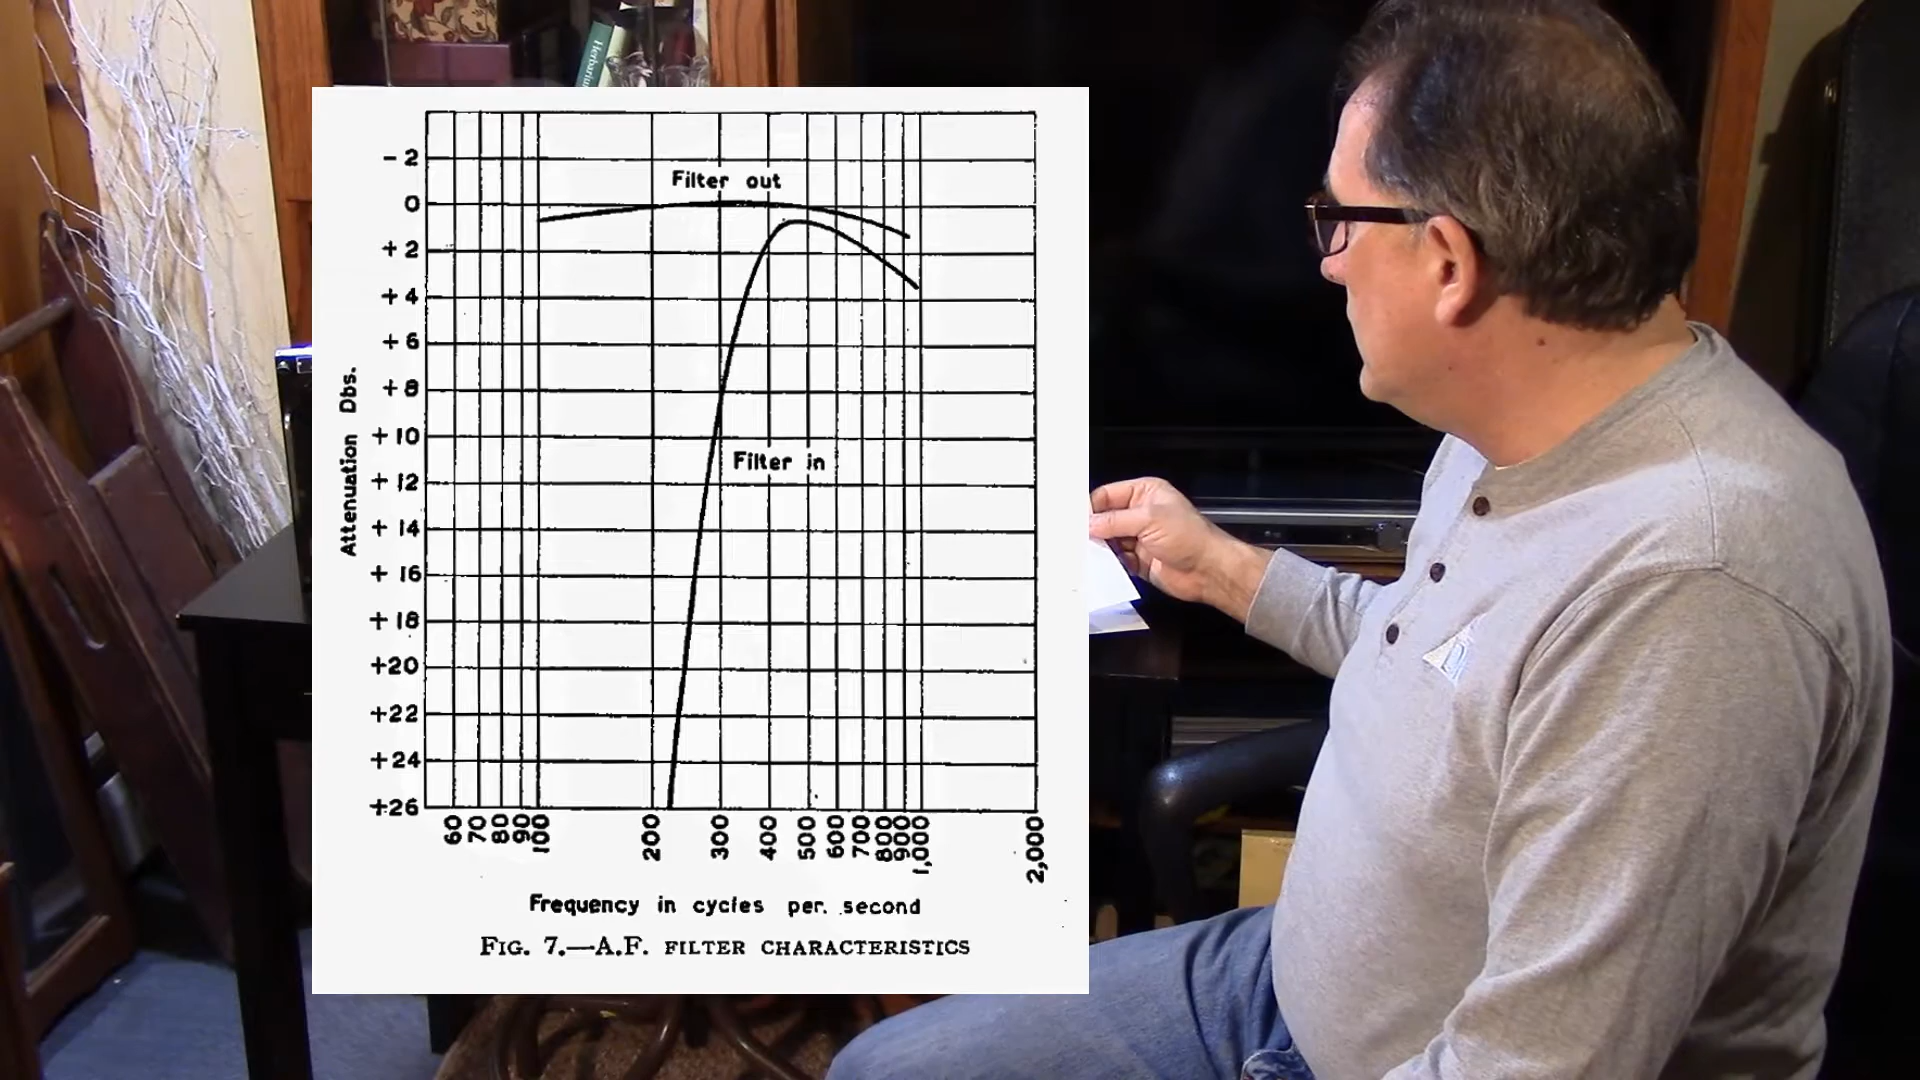 Herbarium
- 2
0
+ 2
+ 4
+ 6
+ 8
+ 10
+ 12
+ 14
+ 16
+ 18
+20
+22
+24
+26
Attenuation Dbs.
Filter out
Filter in
60 70 80 90 100 200 300 400 500 600 700 800 900 1,000 2,000
Frequency in cycles per. second
FIG. 7.—A.F. FILTER CHARACTERISTICS